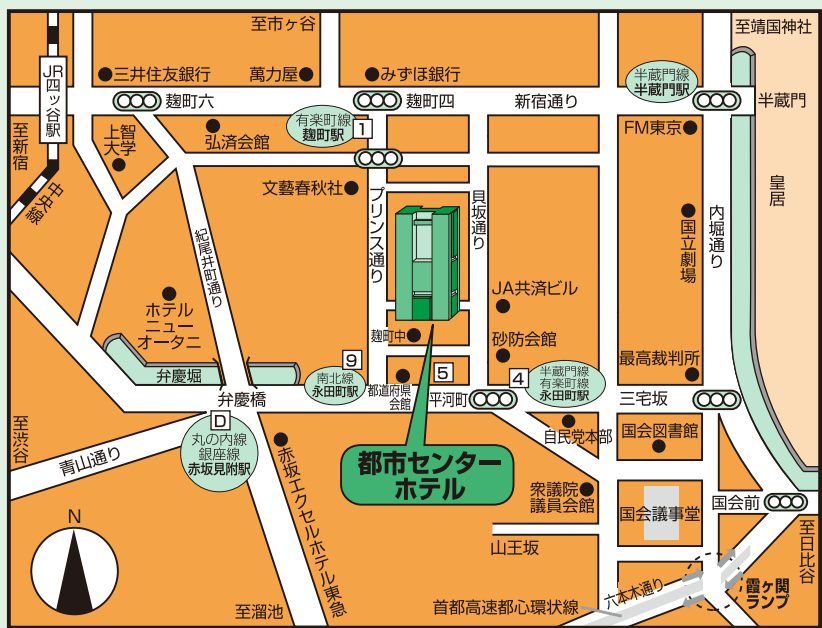 至市ヶ谷
至靖国神社
JR
四ッ谷駅
三井住友銀行
萬力屋
みずほ銀行
半蔵門線
半蔵門駅
麹町六
麹町四
新宿通り
半蔵門
至新宿
上智
大学
弘済会館
有楽町線
麹町駅
1
FM東京
中央線
文藝春秋社
プリンス通り
貝坂通り
皇居
紀尾井町通り
国立劇場
内堀通り
ホテル
ニュー
オータニ
JA共済ビル
麹町中
砂防会館
弁慶堀
9
5
4
最高裁判所
南北線
永田町駅
都道府県
会館
平河町
半蔵門線
有楽町線
永田町駅
弁慶橋
三宅坂
D
丸の内線
銀座線
赤坂見附駅
至渋谷
青山通り
赤坂エクセルホテル東急
都市センター
ホテル
自民党本部
国会図書館
衆議院
議員会館
国会議事堂
国会前
N
山王坂
至日比谷
至溜池
首都高速都心環状線
六本木通り
霞ヶ関
ランプ